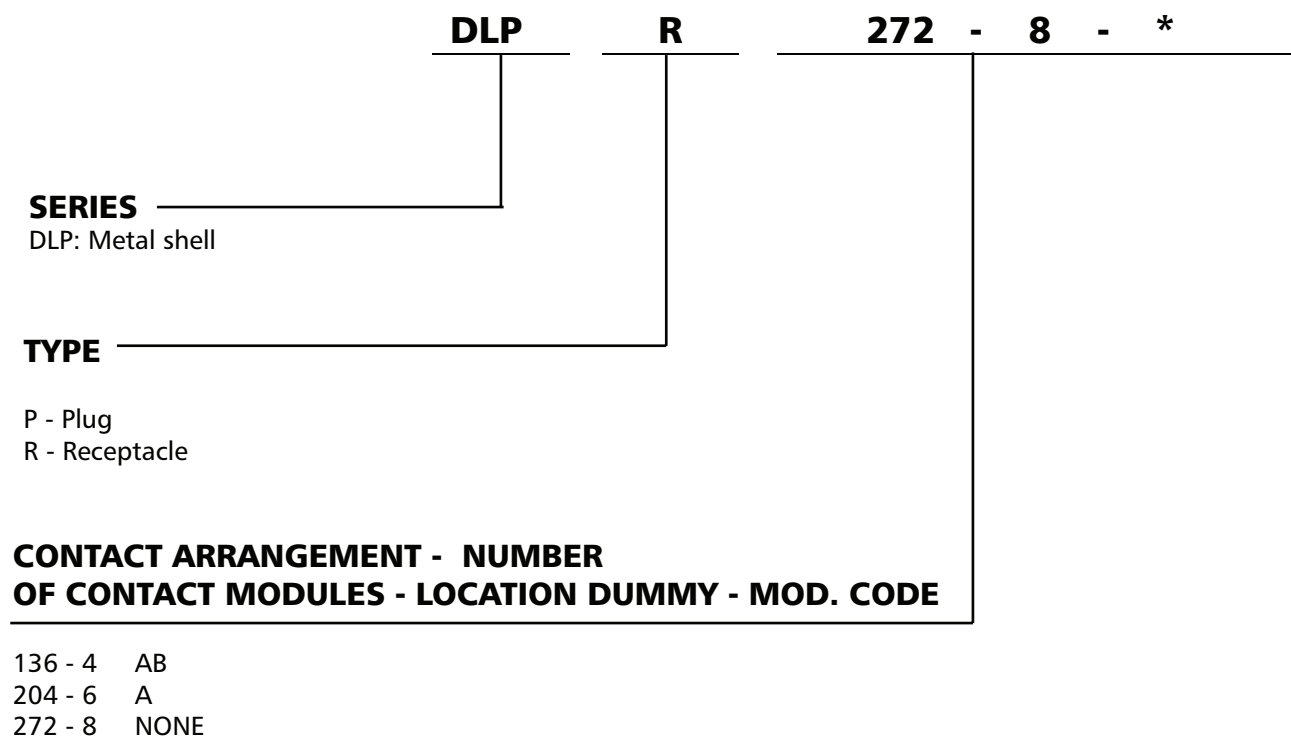 DLP R 272 - 8 - *
SERIES
DLP: Metal shell
TYPE
P - Plug
R - Receptacle
CONTACT ARRANGEMENT - NUMBER
OF CONTACT MODULES - LOCATION DUMMY - MOD. CODE
136 - 4 AB
204 - 6 A
272 - 8 NONE